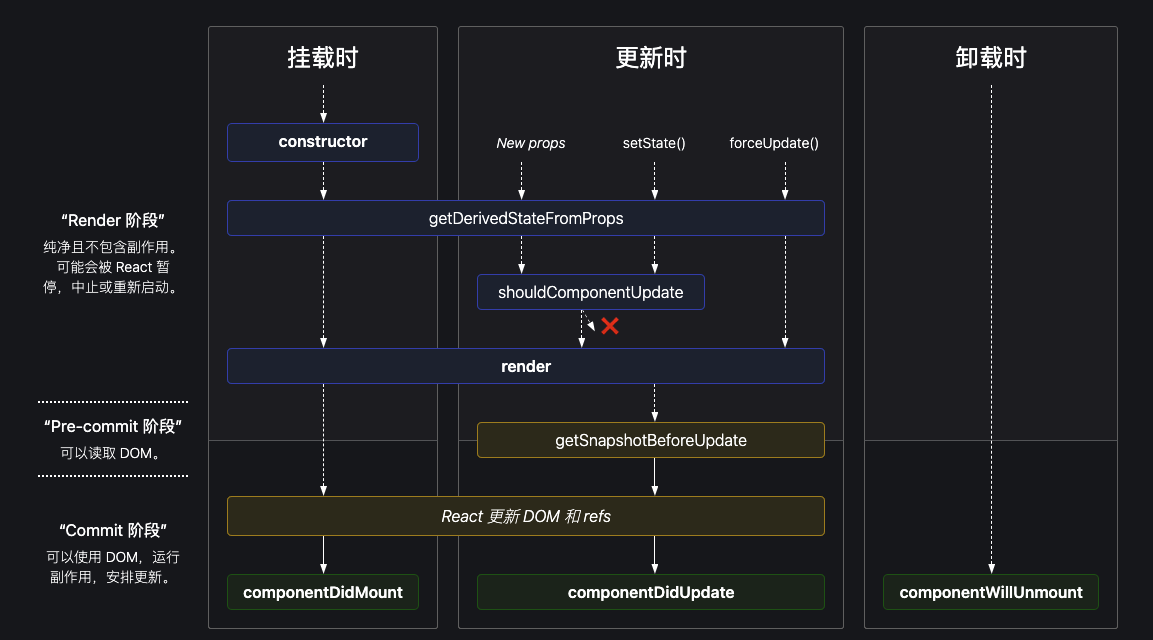 挂载时
更新时
卸载时
constructor
New props
setState()
forceUpdate()
“Render 阶段”
纯净且不包含副作用。
可能会被 React 暂
停，中止或重新启动。
getDerivedStateFromProps
shouldComponentUpdate
render
“Pre-commit 阶段”
可以读取 DOM。
getSnapshotBeforeUpdate
“Commit 阶段”
可以使用 DOM，运行
副作用，安排更新。
React 更新 DOM 和 refs
componentDidMount
componentDidUpdate
componentWillUnmount